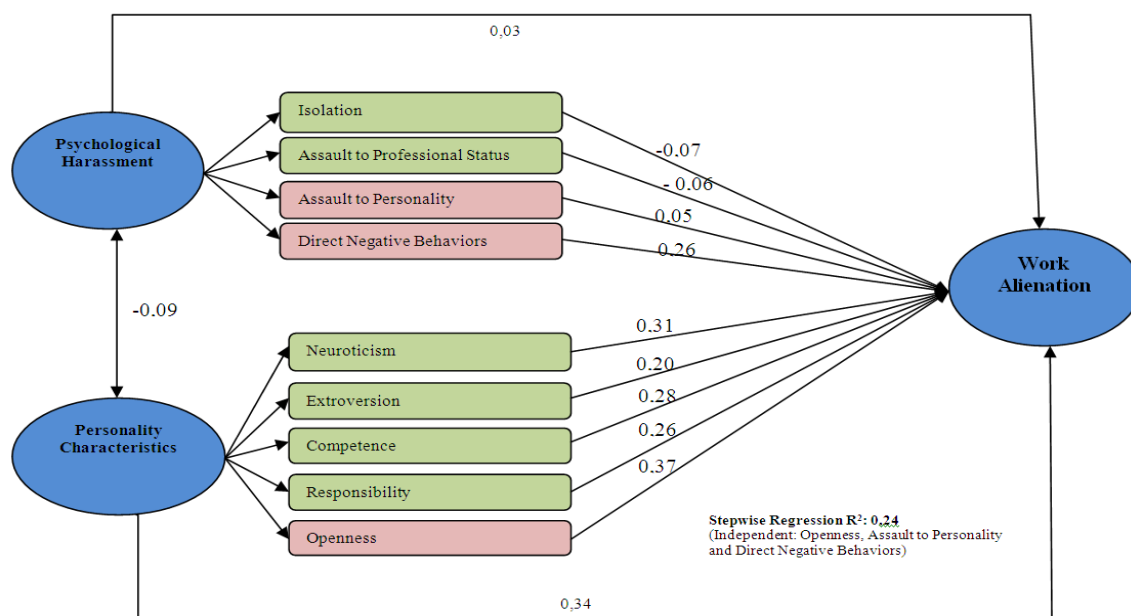 0,03
Psychological
Harassment
Isolation
Assault to Professional Status
Assault to Personality
Direct Negative Behaviors
-0.07
- 0.06
0.05
0.26
Work
Alienation
-0.09
Personality
Characteristics
Neuroticism
Extroversion
Competence
Responsibility
Openness
0.31
0.20
0.28
0.26
0.37
Stepwise Regression R²: 0,24
(Independent: Openness, Assault to Personality
and Direct Negative Behaviors)
0,34